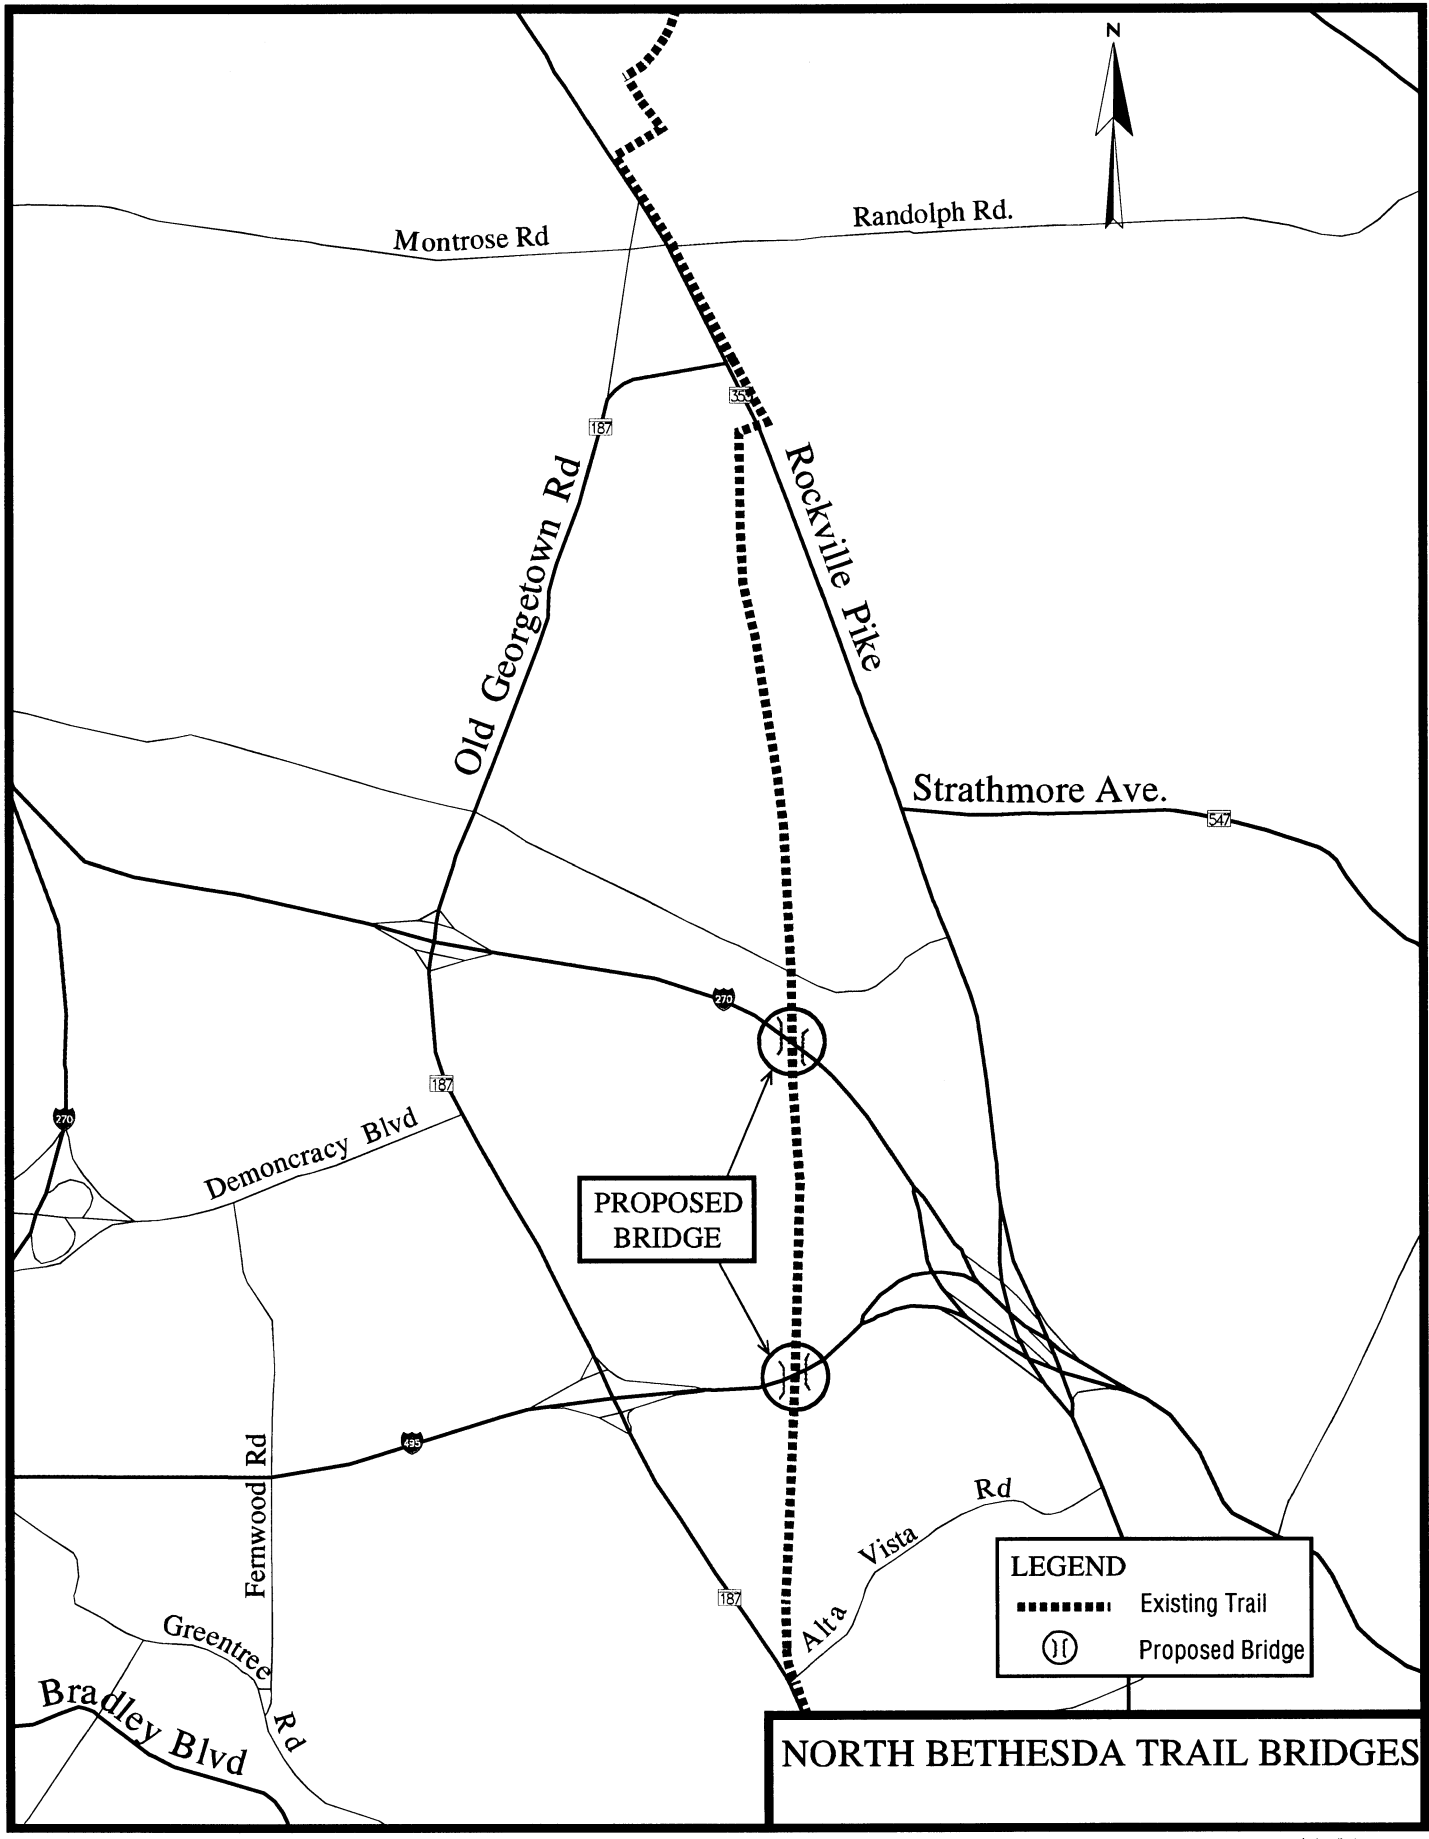 N
Montrose Rd
Randolph Rd.
355
187
Old Georgetown Rd
Rockville Pike
Strathmore Ave.
547
270
187
270
Demoncracy Blvd
PROPOSED
BRIDGE
495
Fernwood Rd
Alta Vista Rd
187
Greentree Rd
Bradley Blvd
LEGEND
Existing Trail
Proposed Bridge
NORTH BETHESDA TRAIL BRIDGES